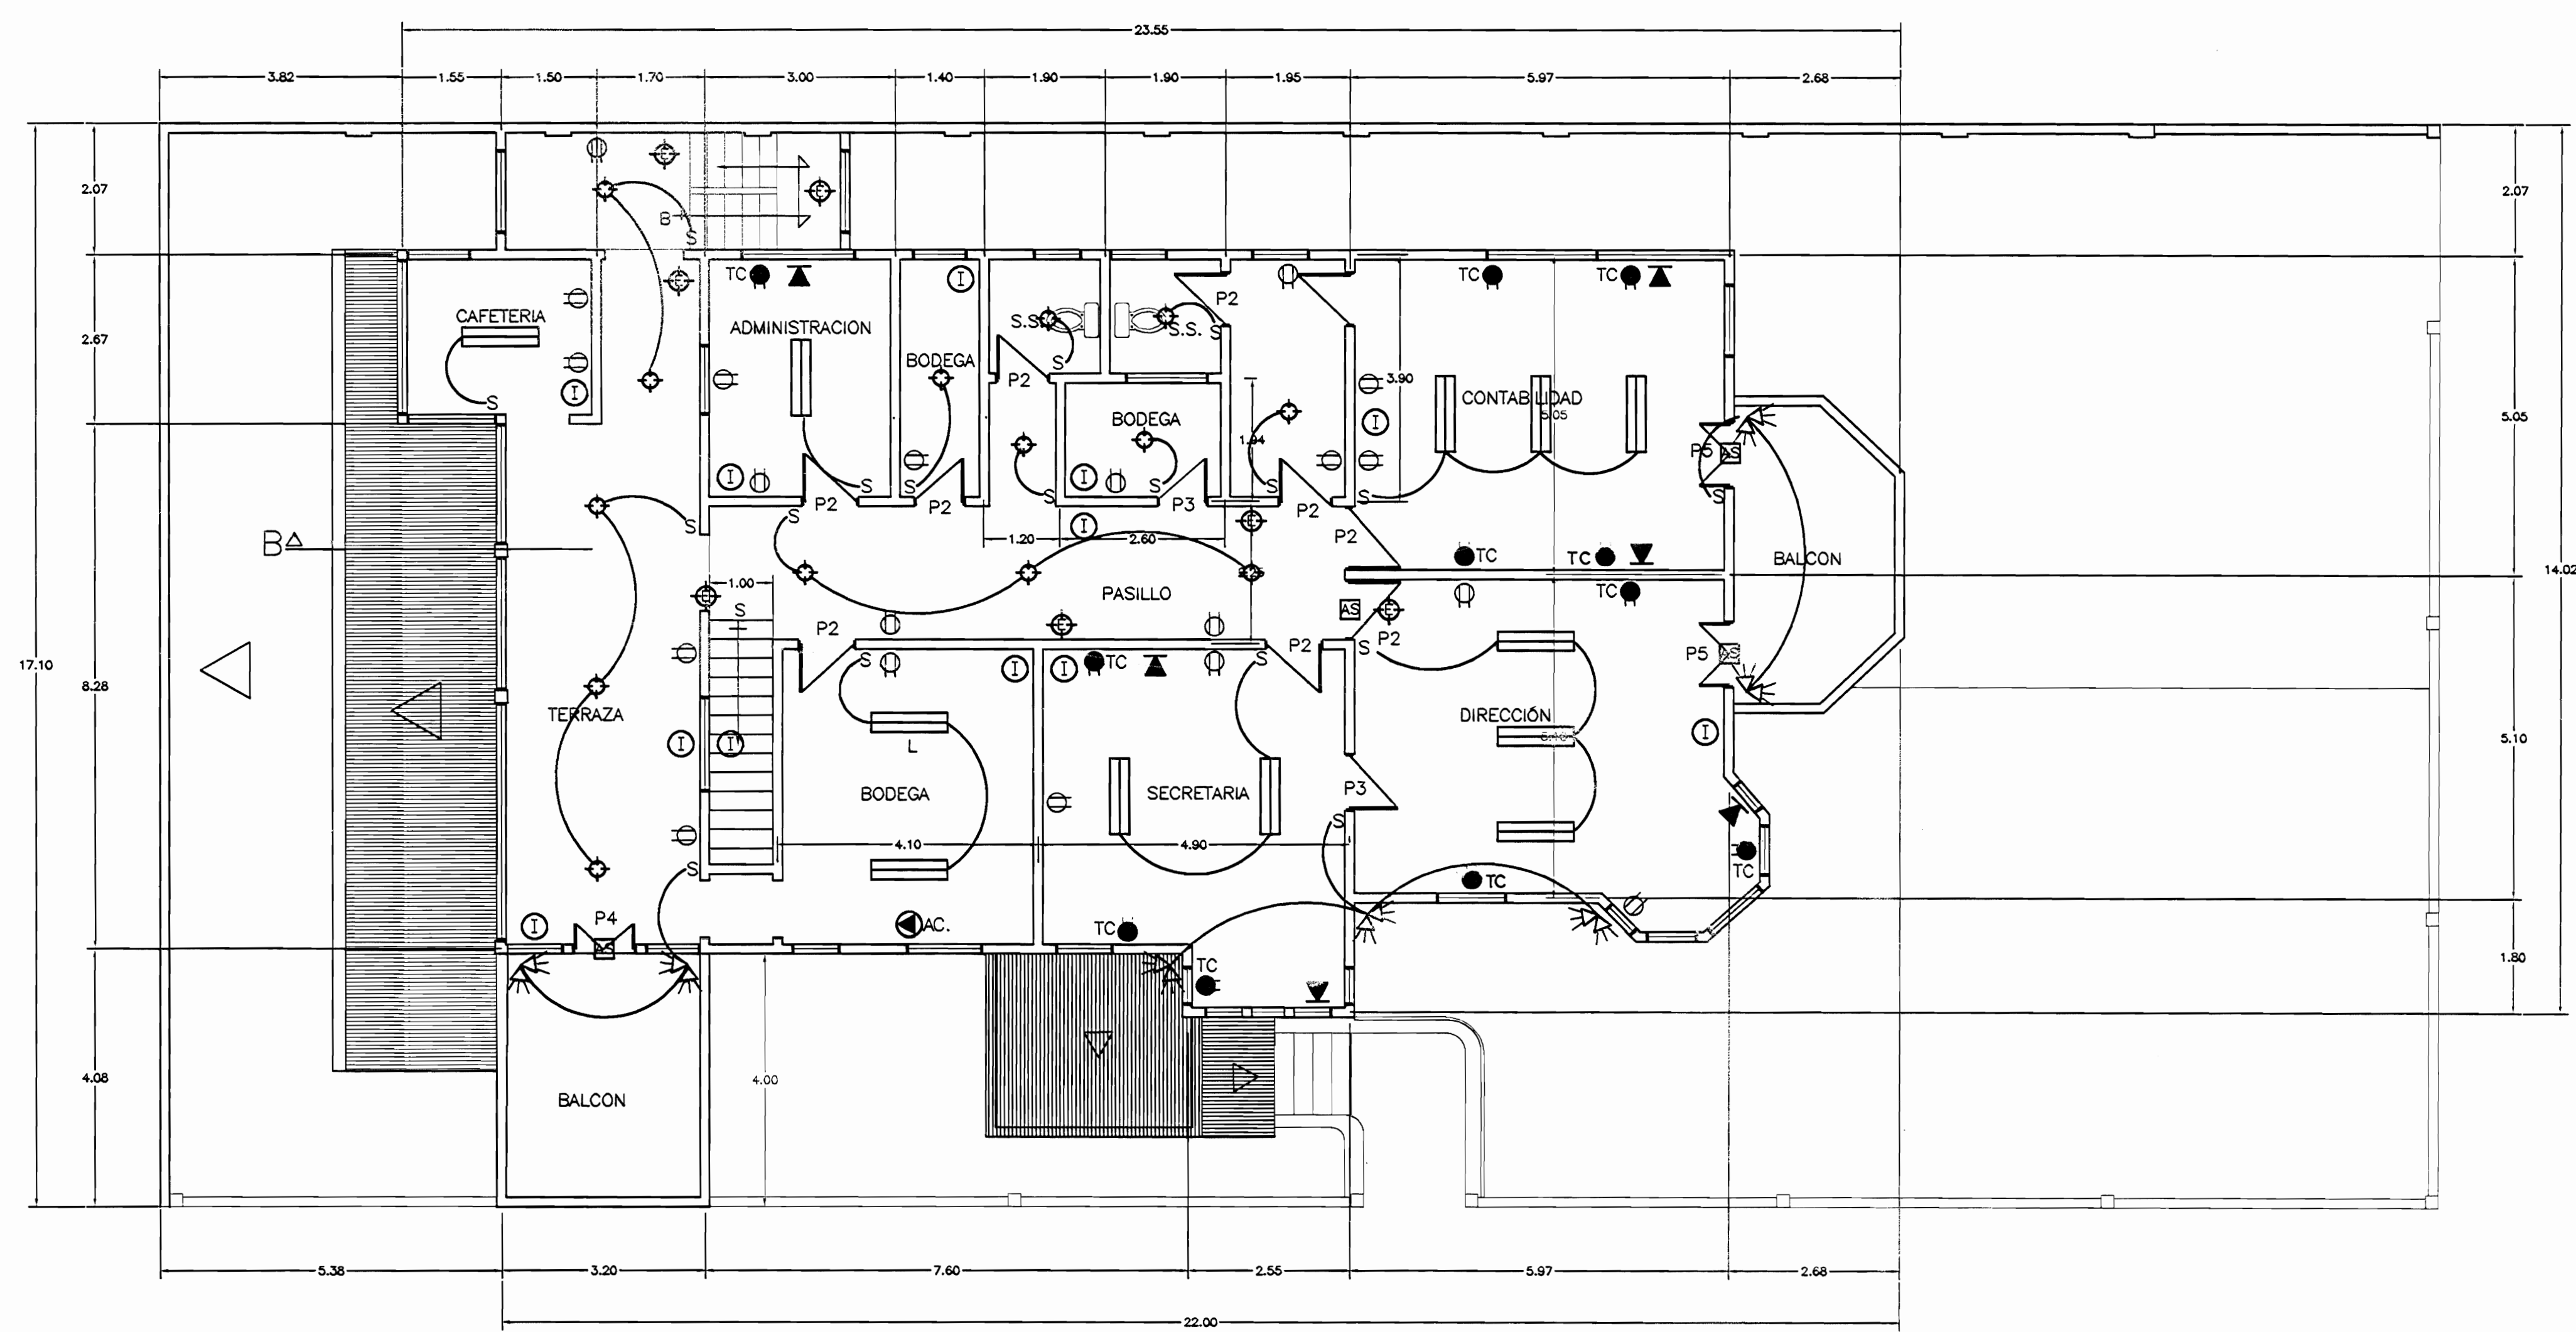 23.55
3.82 1.55 1.50 1.70 3.00 1.40 1.90 1.90 1.95 5.97 2.68
2.07 E E 2.07
B S
TC TC TC
E I
P2
CAFETERIA S.S. S.S. S
ADMINISTRACION
2.67 BODEGA S
P2 3.90
I S CONTABILIDAD
5.05 5.05
BODEGA I
1.94
P5 AS
I S S I S S S S
P2 P2 S P3 P2 S
S S I E P2
B 1.20 2.60
TC TC BALCON
14.02
1.00 E PASILLO TC
S AS E
P2 E P2 P2
17.10 S I I TC S S P5 AS
8.28
TERRAZA DIRECCIÓN
I I L I
5.10
P3
BODEGA SECRETARIA
S
4.10 4.90
S TC TC
I P4 AC. TC
AS
TC 1.80
4.08 4.00
BALCON
5.38 3.20 7.60 2.55 5.97 2.68
22.00